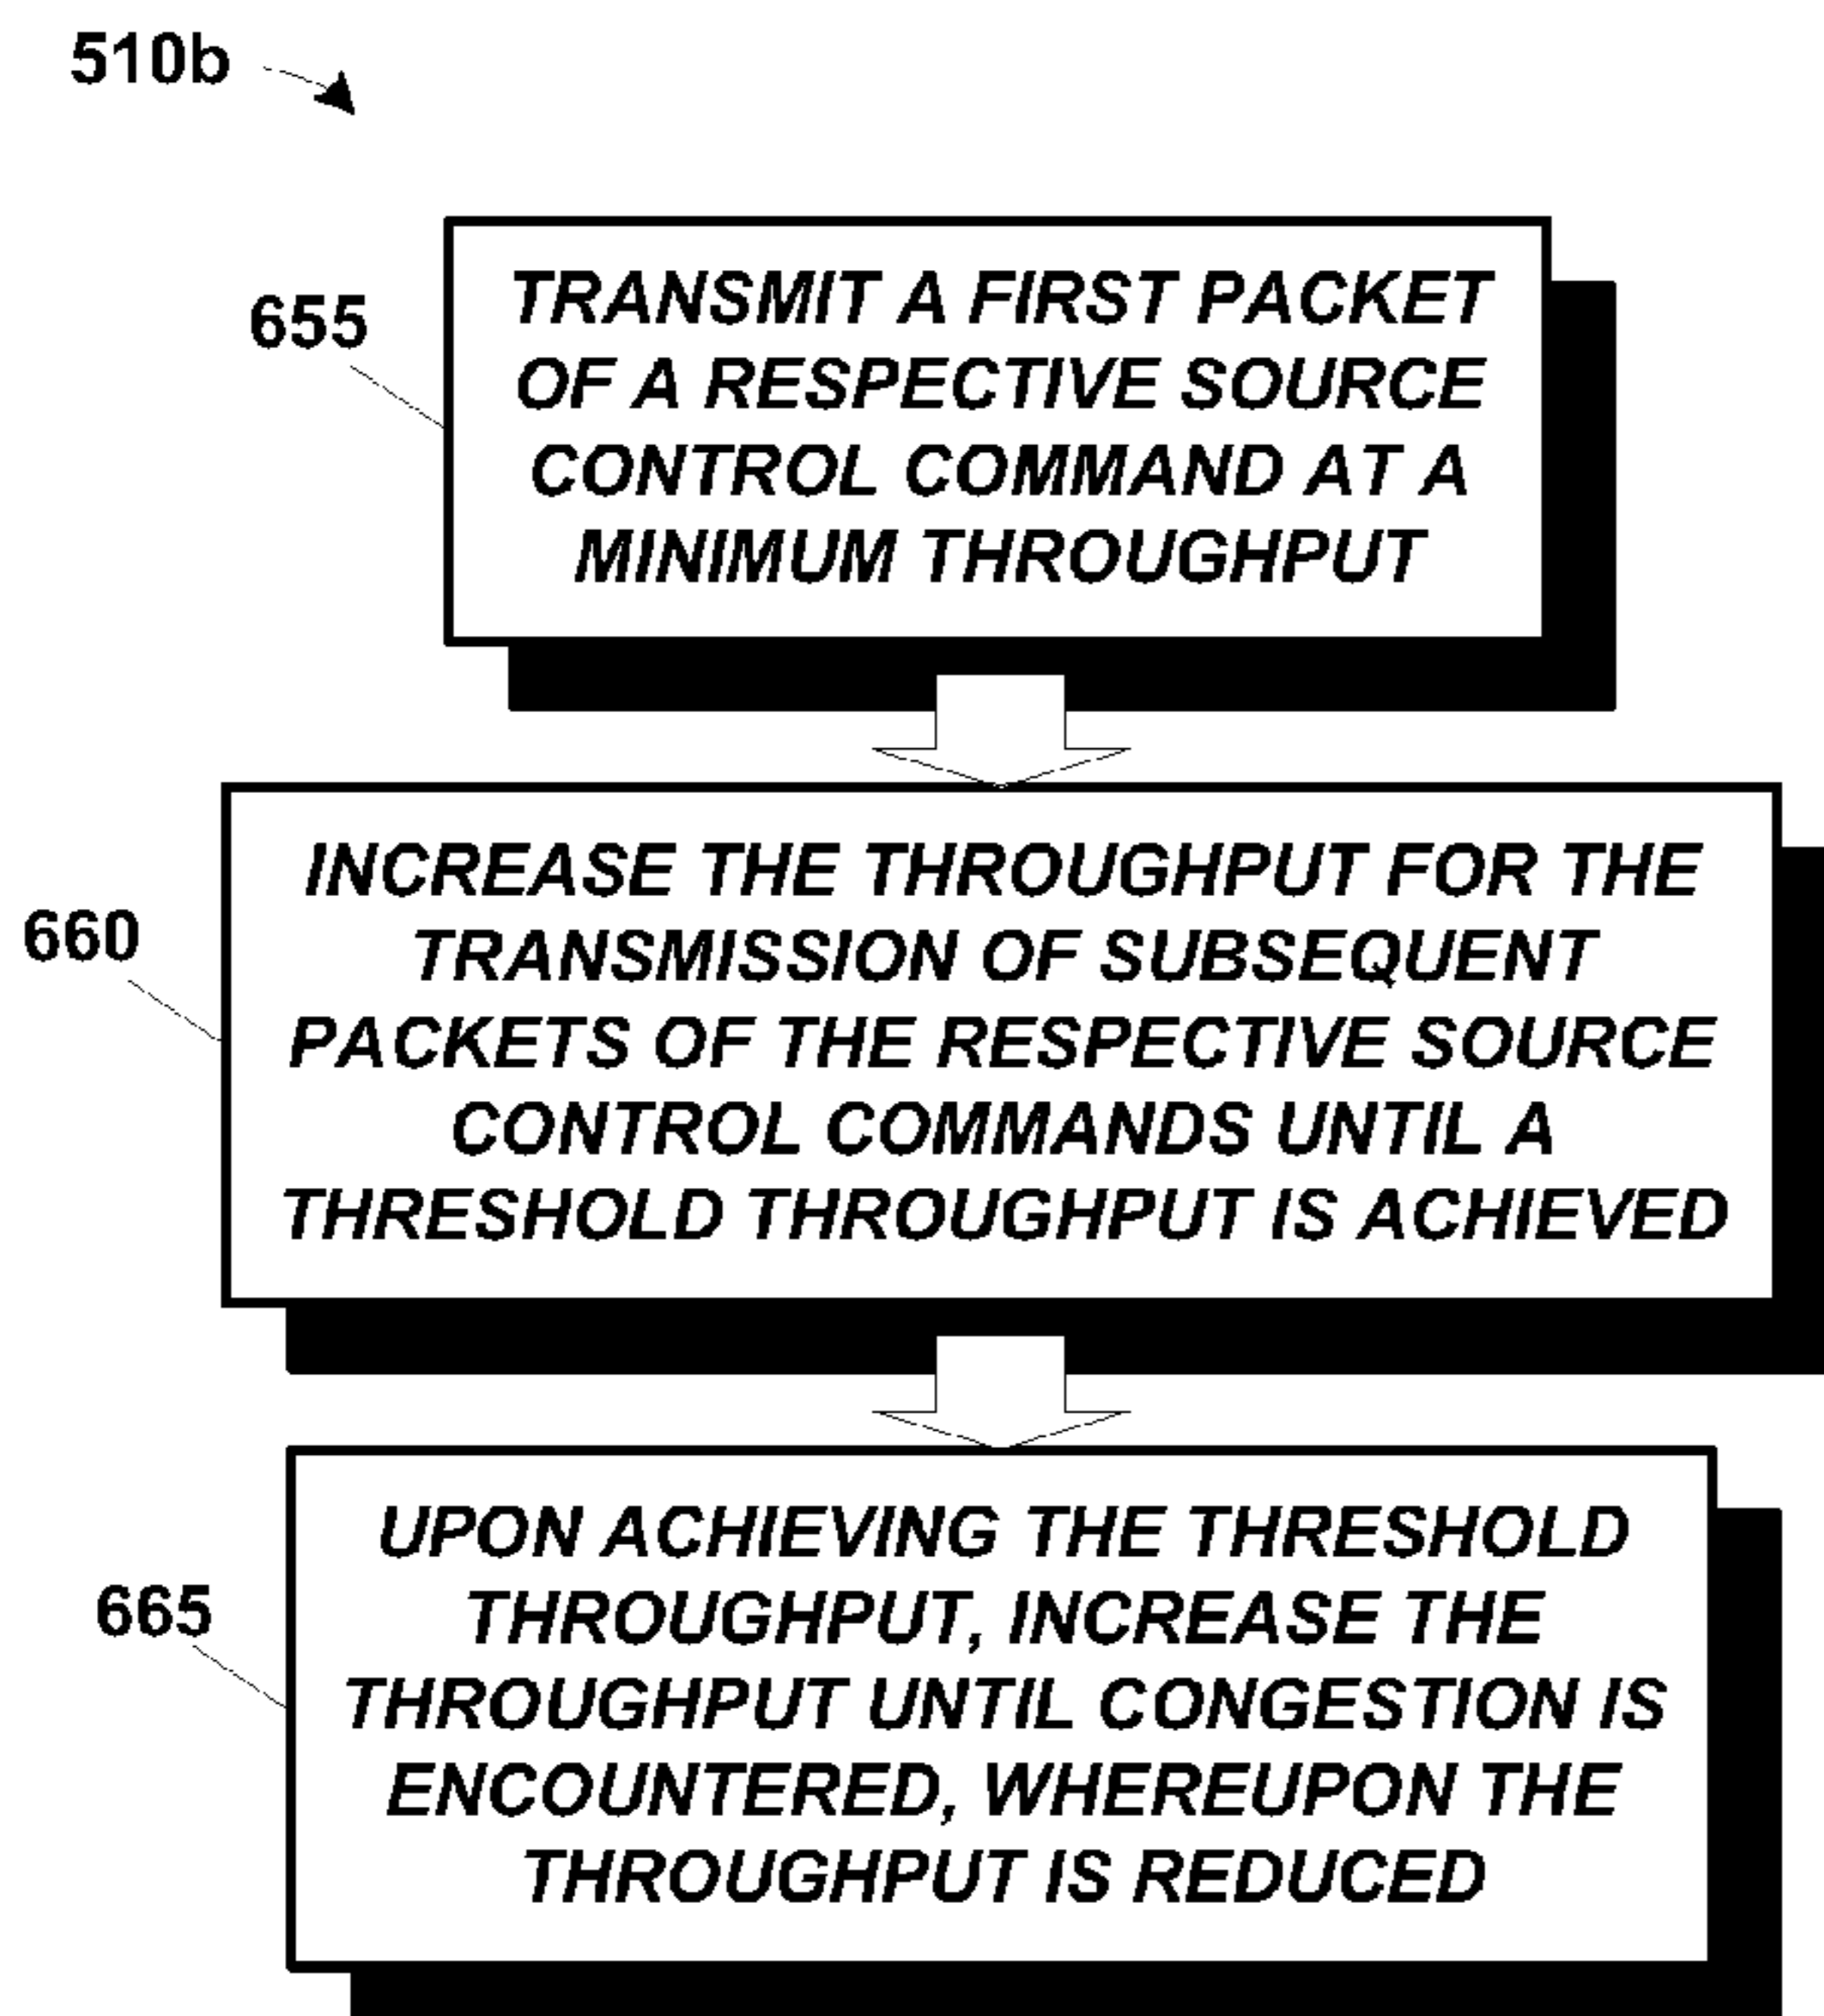 510b
655
TRANSMIT A FIRST PACKET
OF A RESPECTIVE SOURCE
CONTROL COMMAND AT A
MINIMUM THROUGHPUT
660
INCREASE THE THROUGHPUT FOR THE
TRANSMISSION OF SUBSEQUENT
PACKETS OF THE RESPECTIVE SOURCE
CONTROL COMMANDS UNTIL A
THRESHOLD THROUGHPUT IS ACHIEVED
665
UPON ACHIEVING THE THRESHOLD
THROUGHPUT, INCREASE THE
THROUGHPUT UNTIL CONGESTION IS
ENCOUNTERED, WHEREUPON THE
THROUGHPUT IS REDUCED